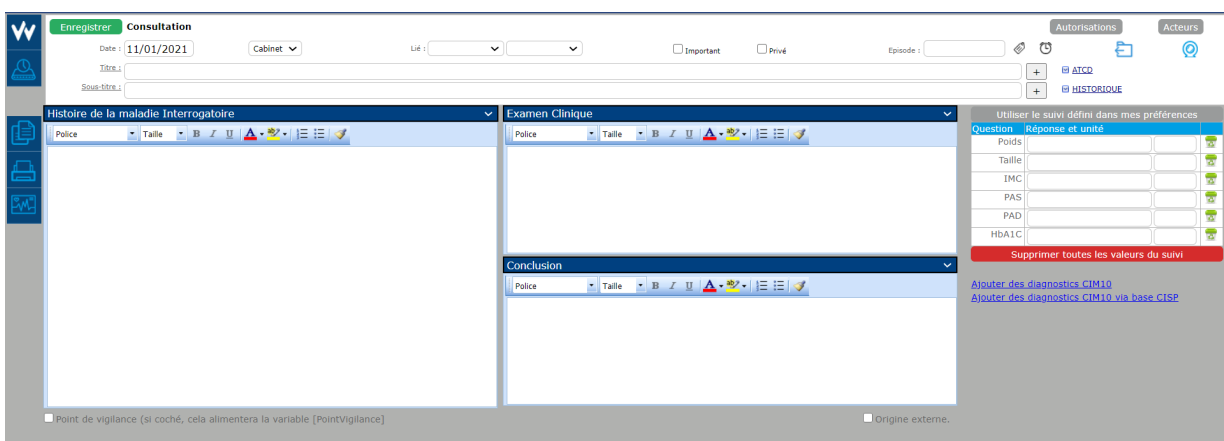 Enregistrer Consultation Autorisations Acteurs
Date : 11/01/2021 Cabinet Lié : Important Privé Episode :
Titre : + ATCD
Sous-titre : + HISTORIQUE
Histoire de la maladie Interrogatoire
Police Taille B I U A ab
Examen Clinique
Police Taille B I U A ab
Conclusion
Police Taille B I U A ab
Utiliser le suivi défini dans mes préférences
Question Réponse et unité
Poids
Taille
IMC
PAS
PAD
HbA1C
Supprimer toutes les valeurs du suivi
Ajouter des diagnostics CIM10
Ajouter des diagnostics CIM10 via base CISP
Point de vigilance (si coché, cela alimentera la variable [PointVigilance]
Origine externe.